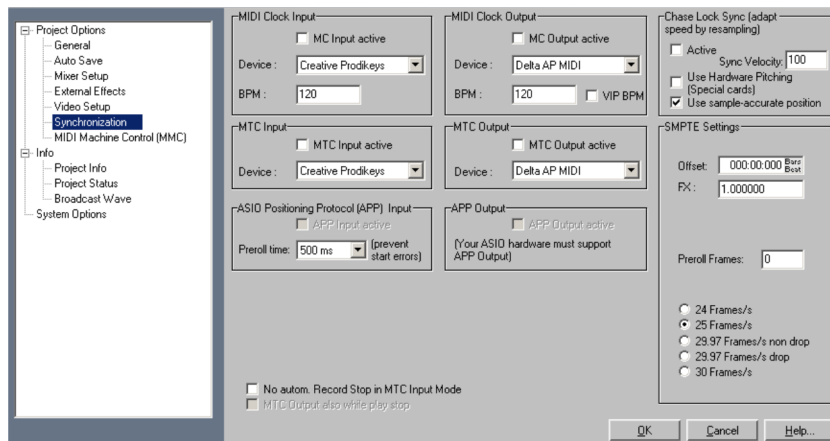 Project Options
General
Auto Save
Mixer Setup
External Effects
Video Setup
Synchronization
MIDI Machine Control (MMC)
Info
Project Info
Project Status
Broadcast Wave
System Options
MIDI Clock Input
MC Input active
Device : Creative Prodikeys
BPM : 120
MIDI Clock Output
MC Output active
Device : Delta AP MIDI
BPM : 120 VIP BPM
Chase Lock Sync (adapt
speed by resampling)
Active
Sync Velocity: 100
Use Hardware Pitching
(Special cards)
Use sample-accurate position
MTC Input
MTC Input active
Device : Creative Prodikeys
MTC Output
MTC Output active
Device : Delta AP MIDI
SMPTE Settings
Offset: 000:00:000 Bars
Beat
FX : 1.000000
Preroll Frames: 0
24 Frames/s
25 Frames/s
29.97 Frames/s non drop
29.97 Frames/s drop
30 Frames/s
ASIO Positioning Protocol (APP) Input
APP Input active
Preroll time: 500 ms (prevent
start errors)
APP Output
APP Output active
(Your ASIO hardware must support
APP Output)
No autom. Record Stop in MTC Input Mode
MTC Output also while play stop
OK Cancel Help...